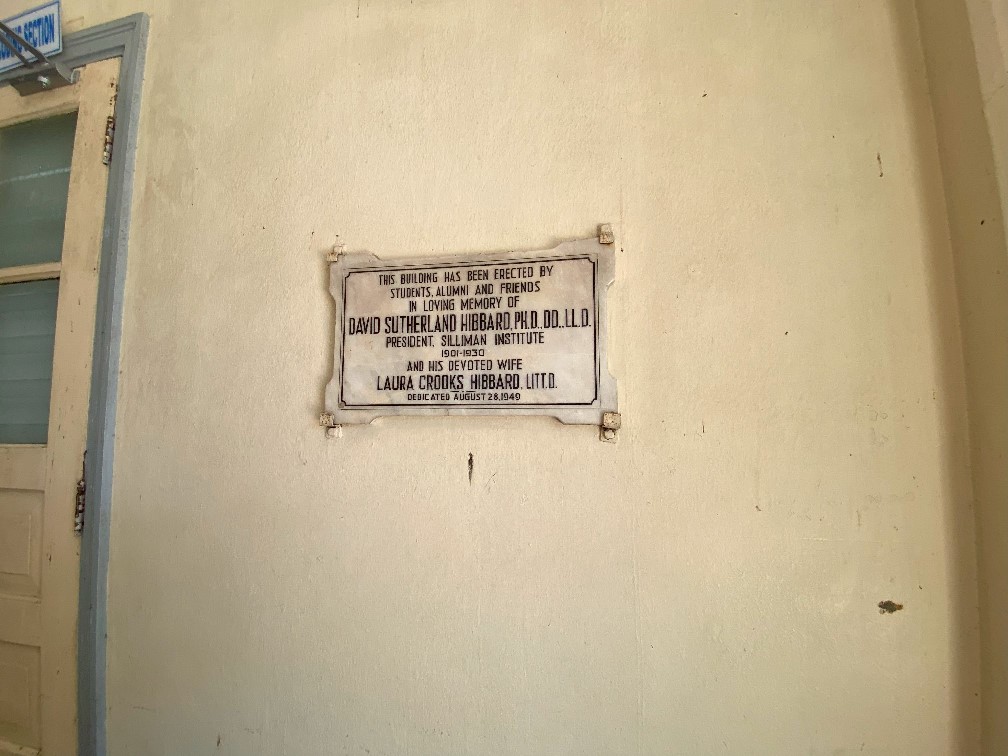 SECTION
THIS BUILDING HAS BEEN ERECTED BY
STUDENTS, ALUMNI AND FRIENDS
IN LOVING MEMORY OF
DAVID SUTHERLAND HIBBARD, PH.D., DD., LL.D.
PRESIDENT, SILLIMAN INSTITUTE
1901-1930
AND HIS DEVOTED WIFE
LAURA CROOKS HIBBARD, LITT.D.
DEDICATED AUGUST 28, 1949